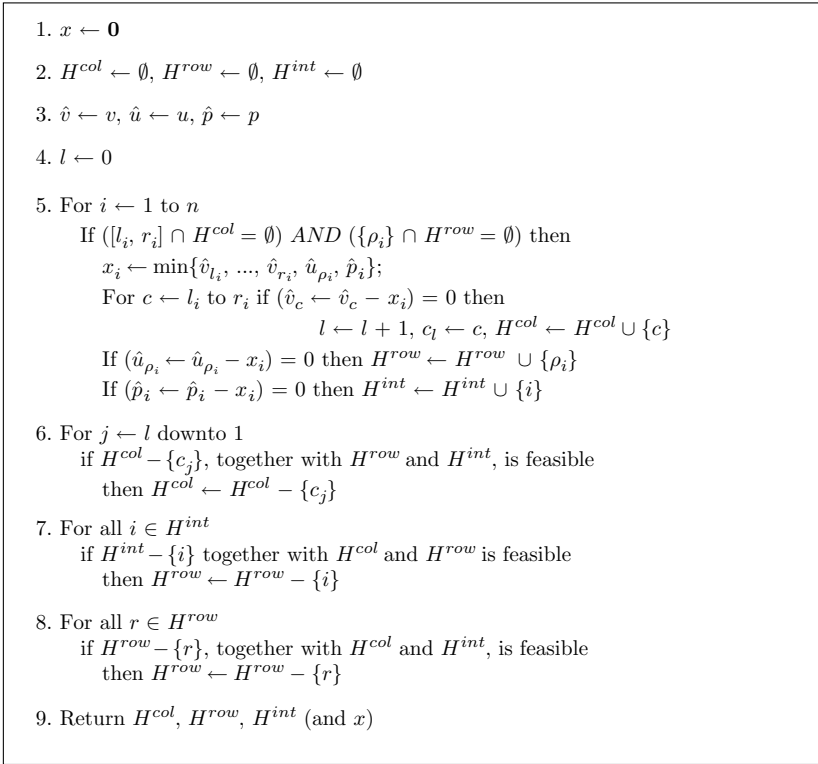 1. x ← 𝟎
2. H^{col} ← ∅, H^{row} ← ∅, H^{int} ← ∅
3. v̂ ← v, û ← u, p̂ ← p
4. l ← 0
5. For i ← 1 to n
If ([l_i, r_i] ∩ H^{col} = ∅) AND ({ρ_i} ∩ H^{row} = ∅) then
x_i ← min{v̂_{l_i}, ..., v̂_{r_i}, û_{ρ_i}, p̂_i};
For c ← l_i to r_i if (v̂_c ← v̂_c − x_i) = 0 then
l ← l + 1, c_l ← c, H^{col} ← H^{col} ∪ {c}
If (û_{ρ_i} ← û_{ρ_i} − x_i) = 0 then H^{row} ← H^{row} ∪ {ρ_i}
If (p̂_i ← p̂_i − x_i) = 0 then H^{int} ← H^{int} ∪ {i}
6. For j ← l downto 1
if H^{col} − {c_j}, together with H^{row} and H^{int}, is feasible
then H^{col} ← H^{col} − {c_j}
7. For all i ∈ H^{int}
if H^{int} − {i} together with H^{col} and H^{row} is feasible
then H^{row} ← H^{row} − {i}
8. For all r ∈ H^{row}
if H^{row} − {r}, together with H^{col} and H^{int}, is feasible
then H^{row} ← H^{row} − {r}
9. Return H^{col}, H^{row}, H^{int} (and x)